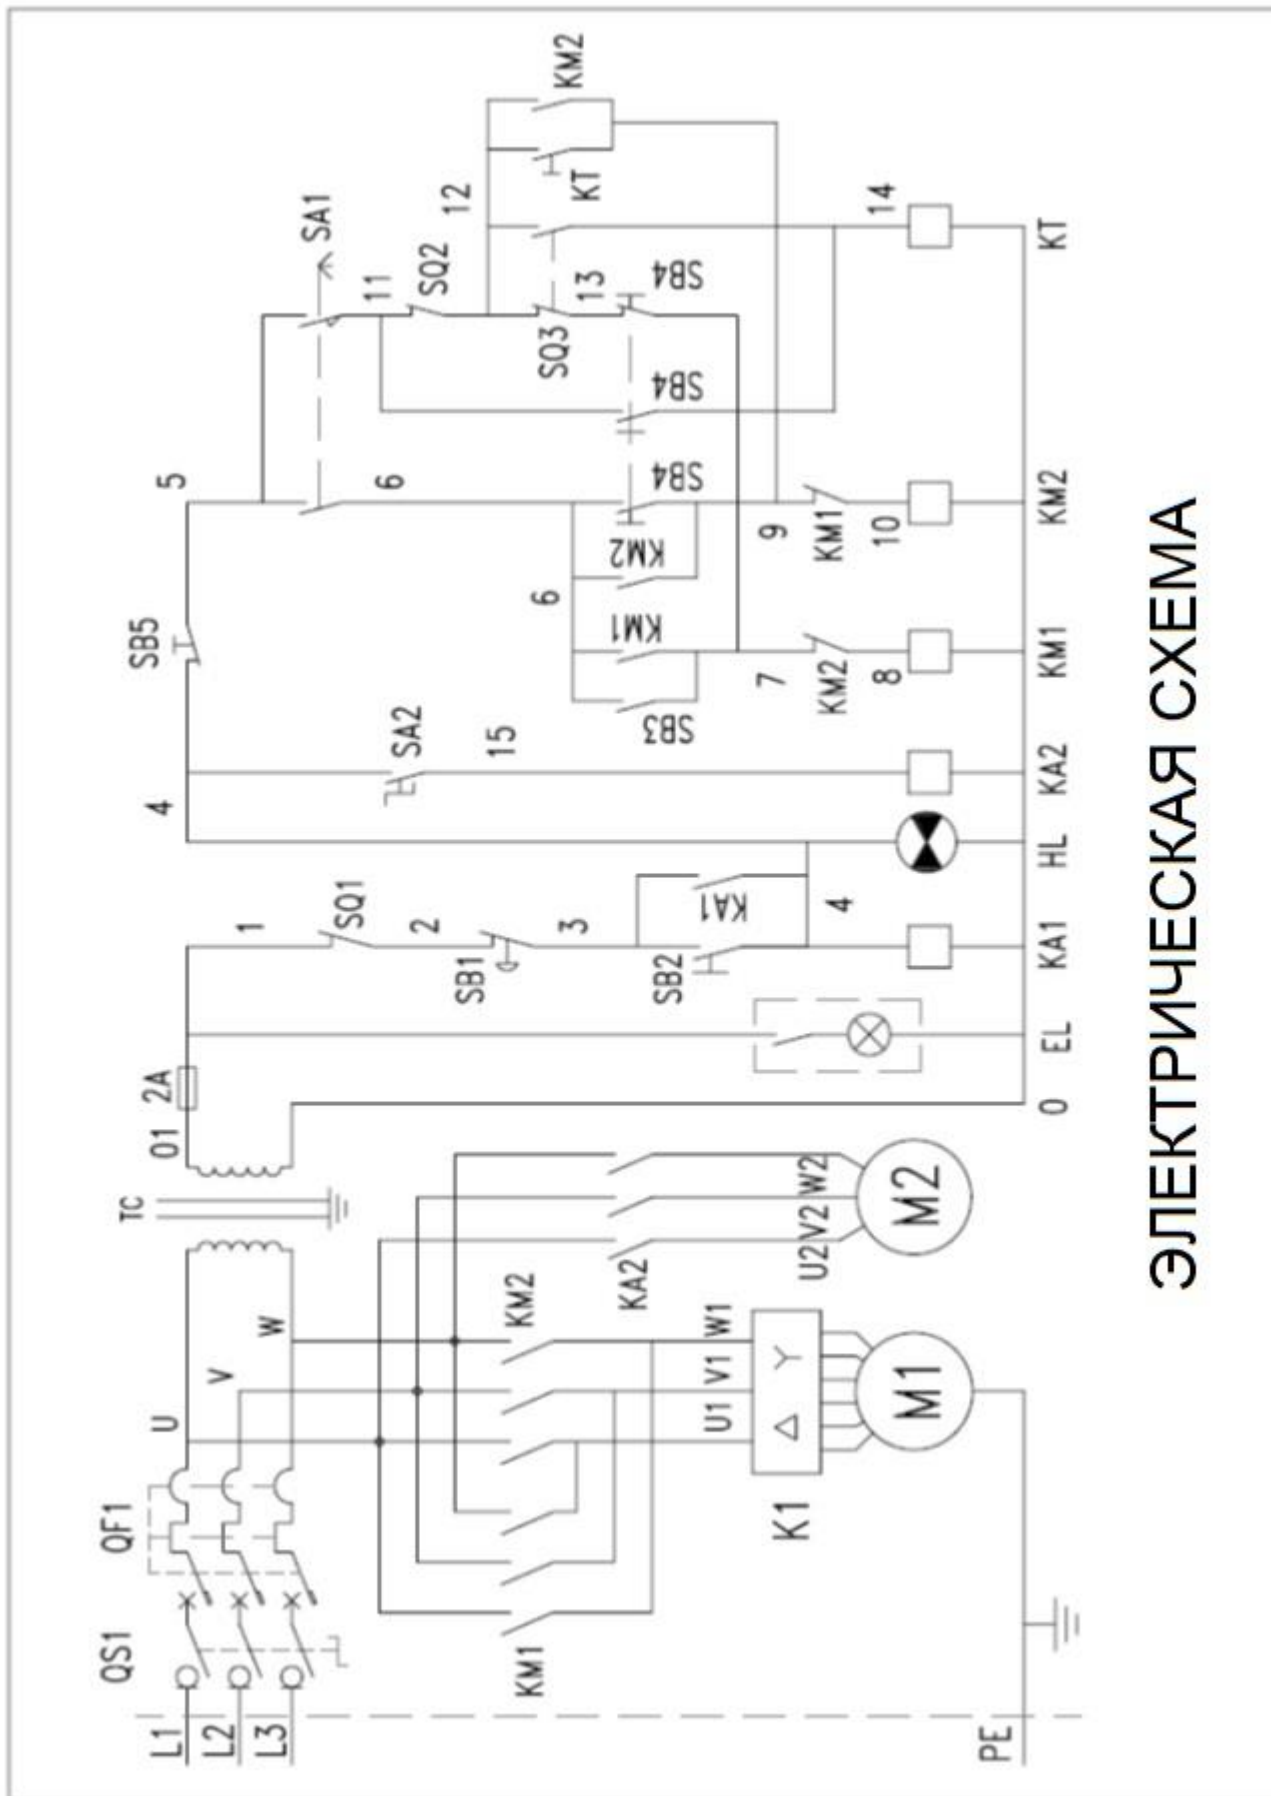 KM2
SA1
KT
12
SQ2
11
14
SB4
13
SQ3
KT
SB4
5
6
SB4
KM2
9
KM1
10
KM2
6
SB5
KM1
7
KM2
8
KM1
SB3
SA2
15
4
KA2
HL
1
SQ1
2
3
KA1
4
SB1
SB2
KA1
EL
2A
01
0
TC
W2
V2
U2
M2
KA2
KM2
W
V
U
W1
V1
U1
Δ Y
M1
K1
QF1
QS1
KM1
L1
L2
L3
PE
ЭЛЕКТРИЧЕСКАЯ СХЕМА